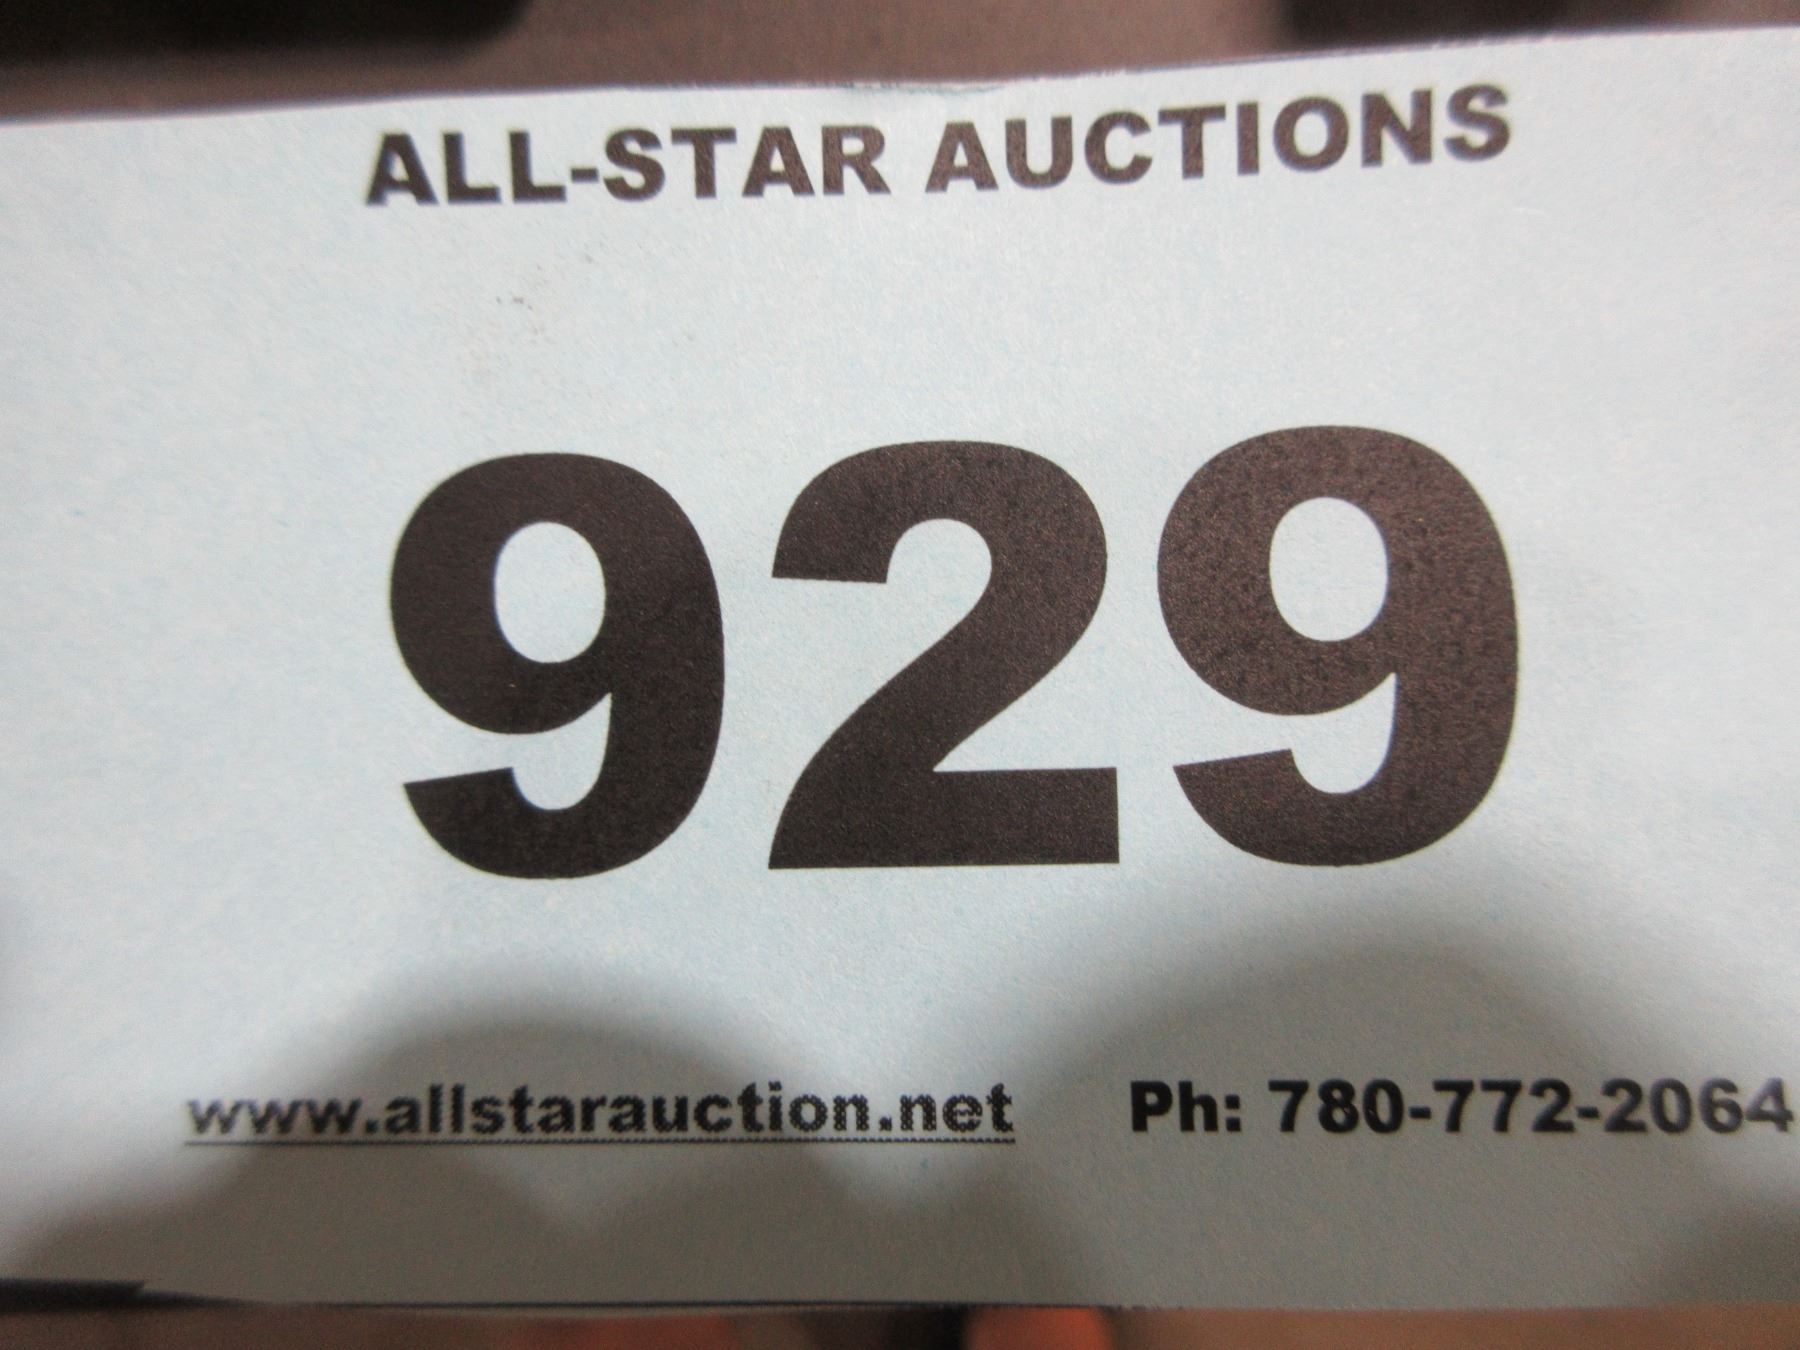 ALL-STAR AUCTIONS
929
www.allstarauction.net Ph: 780-772-2064